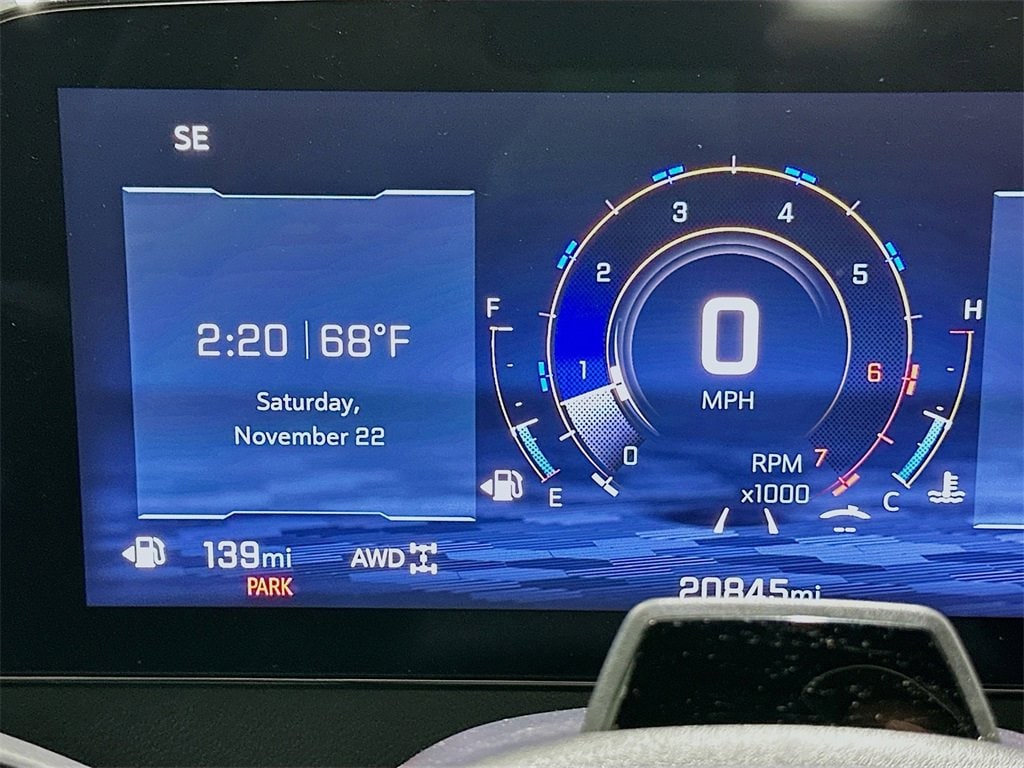 SE
2:20 | 68°F
Saturday,
November 22
F
E
0
1
2
3
4
5
6
7
0
MPH
RPM
x1000
H
C
139mi
PARK
AWD
20845mi